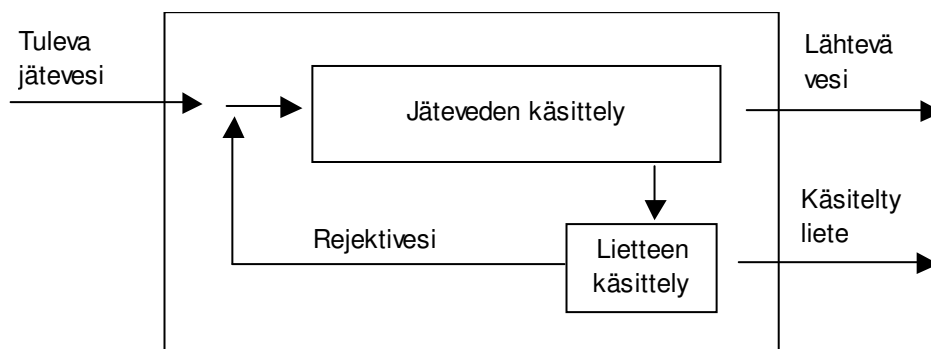 Tuleva
jätevesi
Lähtevä
vesi
Jäteveden käsittely
Käsitelty
liete
Rejektivesi
Lietteen
käsittely